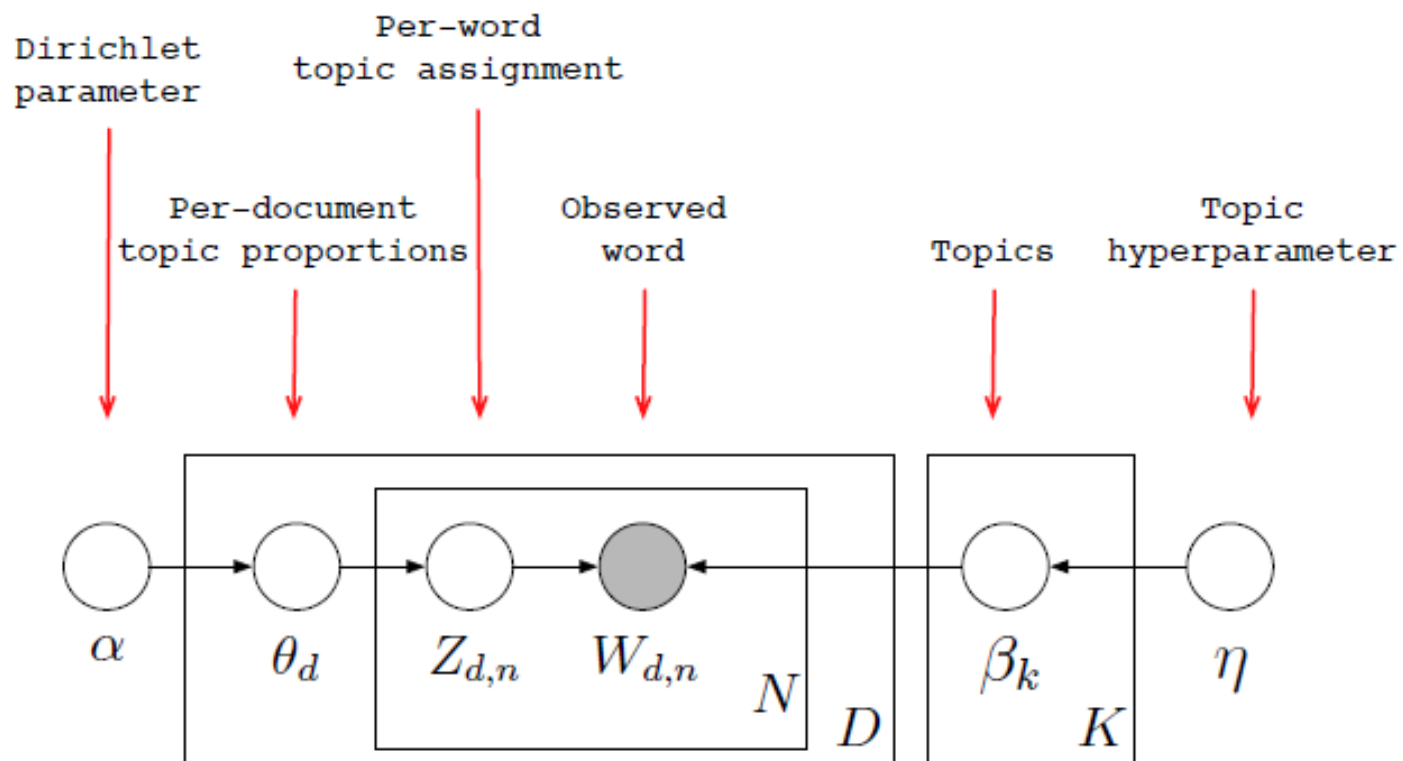 Dirichlet
parameter
Per-word
topic assignment
Per-document
topic proportions
Observed
word
Topics
Topic
hyperparameter
α
θ_d
Z_{d,n}
W_{d,n}
N
D
β_k
K
η